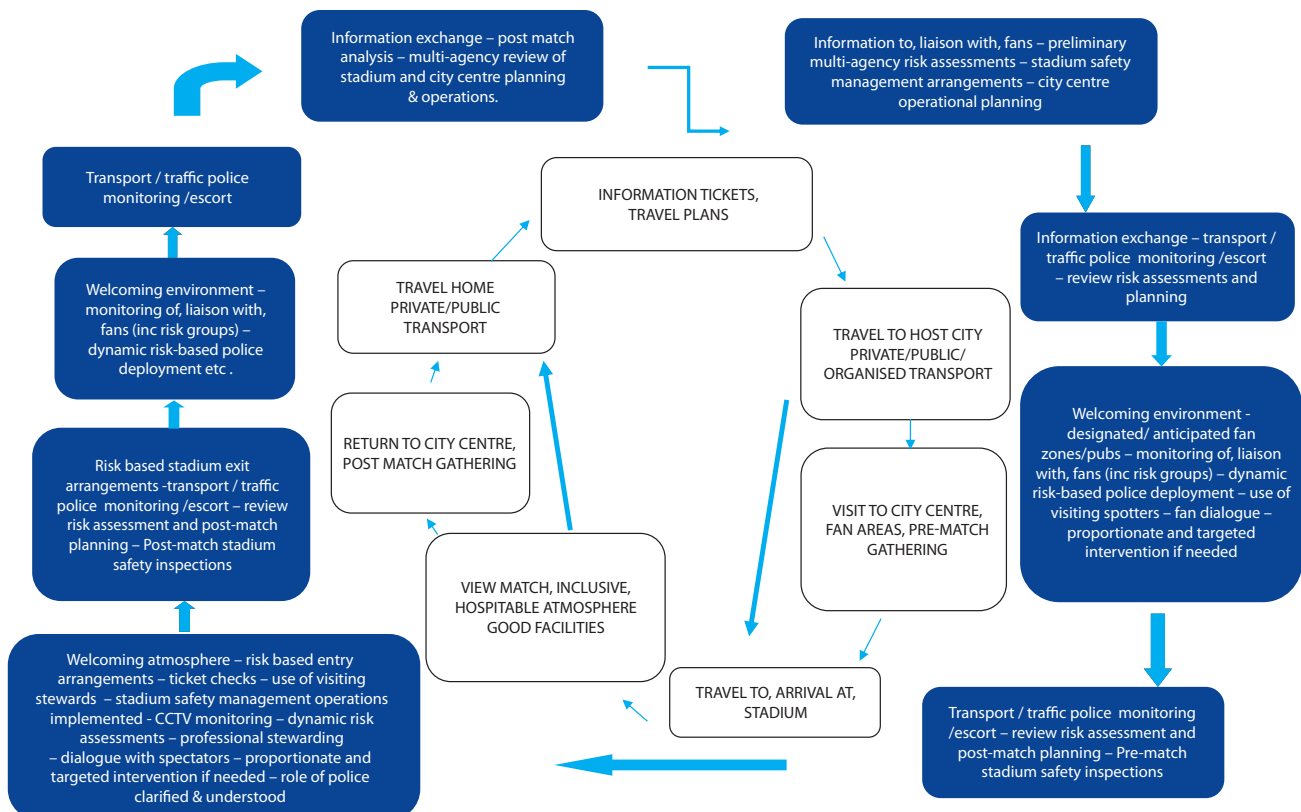 Information exchange – post match
analysis – multi-agency review of
stadium and city centre planning
& operations.
Information to, liaison with, fans – preliminary
multi-agency risk assessments – stadium safety
management arrangements – city centre
operational planning
Information exchange – transport /
traffic police  monitoring /escort
– review risk assessments and
planning
Welcoming environment -
designated/ anticipated fan
zones/pubs – monitoring of, liaison
with, fans (inc risk groups) – dynamic
risk-based police deployment – use of
visiting spotters – fan dialogue –
proportionate and targeted
intervention if needed
Transport / traffic police  monitoring
/escort – review risk assessment and
post-match planning – Pre-match
stadium safety inspections
Welcoming atmosphere – risk based entry
arrangements – ticket checks – use of visiting
stewards  – stadium safety management operations
implemented - CCTV monitoring – dynamic risk
assessments – professional stewarding
– dialogue with spectators – proportionate and
targeted intervention if needed – role of police
clarified & understood
Risk based stadium exit
arrangements -transport / traffic
police  monitoring /escort – review
risk assessment and post-match
planning – Post-match stadium
safety inspections
Welcoming environment –
monitoring of, liaison with,
fans (inc risk groups) –
dynamic risk-based police
deployment etc .
Transport / traffic police
monitoring /escort
INFORMATION TICKETS,
TRAVEL PLANS
TRAVEL TO HOST CITY
PRIVATE/PUBLIC/
ORGANISED TRANSPORT
VISIT TO CITY CENTRE,
FAN AREAS, PRE-MATCH
GATHERING
TRAVEL TO, ARRIVAL AT,
STADIUM
VIEW MATCH, INCLUSIVE,
HOSPITABLE ATMOSPHERE
GOOD FACILITIES
RETURN TO CITY CENTRE,
POST MATCH GATHERING
TRAVEL HOME
PRIVATE/PUBLIC
TRANSPORT